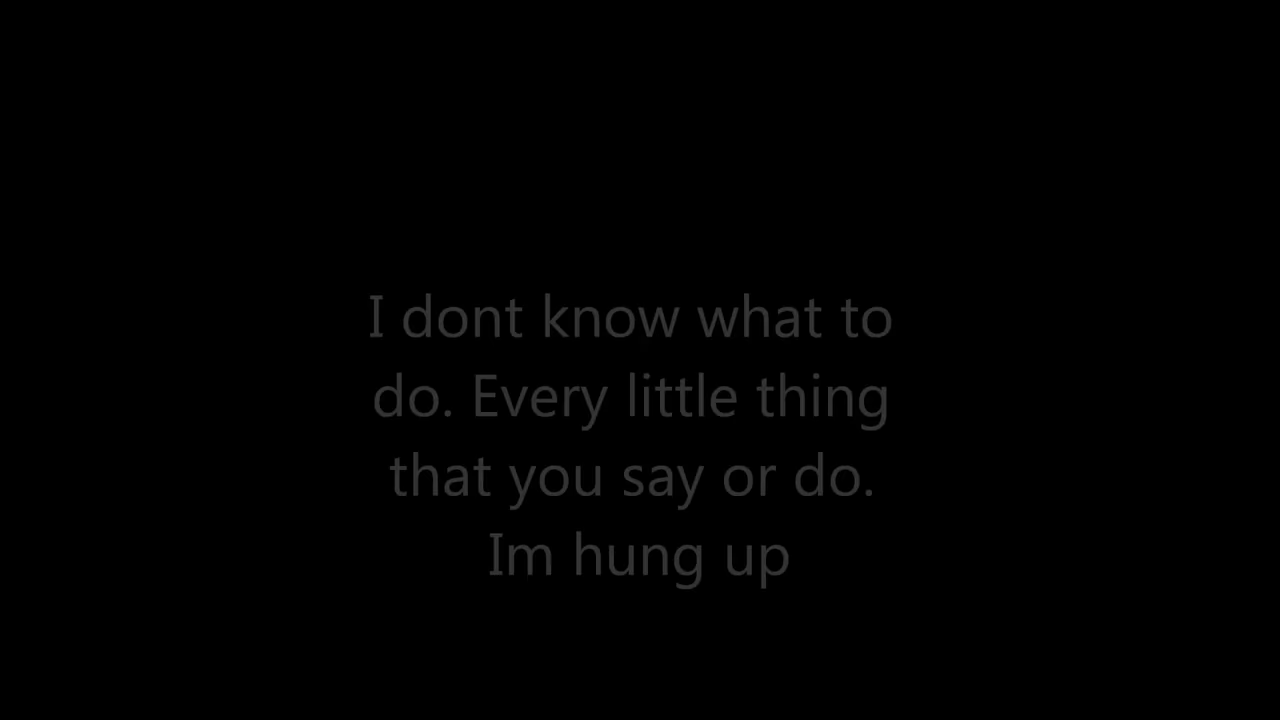 I dont know what to
do. Every little thing
that you say or do.
Im hung up